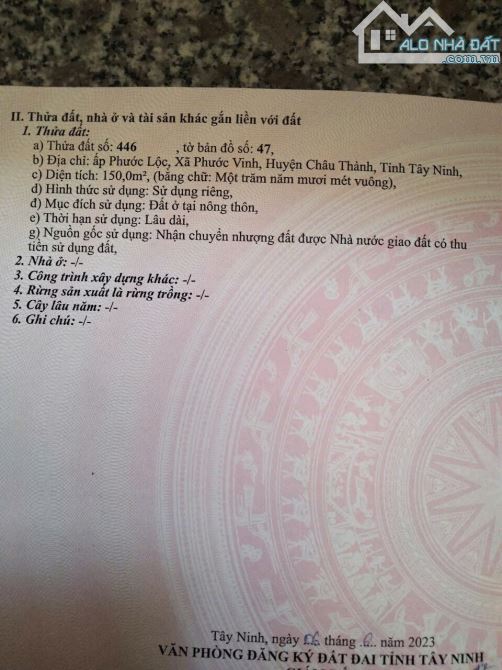 ALO NHÀ ĐẤT
.com.vn
II. Thửa đất, nhà ở và tài sản khác gắn liền với đất
1. Thửa đất:
a) Thửa đất số: 446 , tờ bản đồ số: 47,
b) Địa chỉ: ấp Phước Lộc, Xã Phước Vinh, Huyện Châu Thành, Tỉnh Tây Ninh,
c) Diện tích: 150,0m², (bằng chữ: Một trăm năm mươi mét vuông),
d) Hình thức sử dụng: Sử dụng riêng,
đ) Mục đích sử dụng: Đất ở tại nông thôn,
e) Thời hạn sử dụng: Lâu dài,
g) Nguồn gốc sử dụng: Nhận chuyển nhượng đất được Nhà nước giao đất có thu
tiền sử dụng đất,
2. Nhà ở: -/-
3. Công trình xây dựng khác: -/-
4. Rừng sản xuất là rừng trồng: -/-
5. Cây lâu năm: -/-
6. Ghi chú: -/-
Tây Ninh, ngày tháng .6. năm 2023
VĂN PHÒNG ĐĂNG KÝ ĐẤT ĐAI TỈNH TÂY NINH